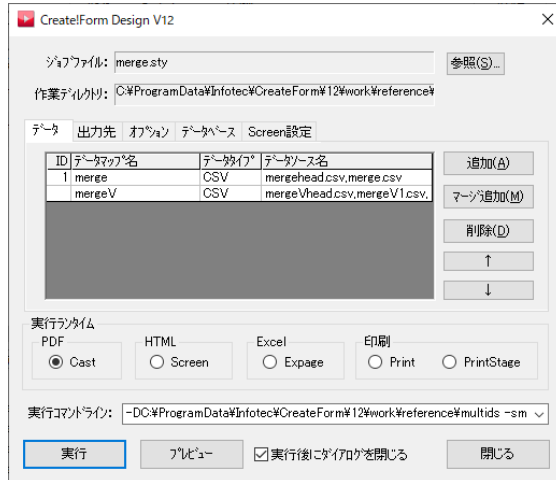 Create!Form Design V12
ジョブファイル: merge.sty 参照(S)...
作業ディレクトリ: C:¥ProgramData¥Infotec¥CreateForm¥12¥work¥reference¥
データ 出力先 オプション データベース Screen設定
ID データマップ名 データタイプ データソース名
1 merge CSV mergehead.csv,merge.csv
mergeV CSV mergeVhead.csv,mergeV1.csv,
追加(A)
マージ追加(M)
削除(D)
↑
↓
実行ランタイム
PDF HTML Excel 印刷
Cast Screen Expage Print PrintStage
実行コマンドライン: -DC:¥ProgramData¥Infotec¥CreateForm¥12¥work¥reference¥multids -sm
実行 プレビュー 実行後にダイアログを閉じる 閉じる